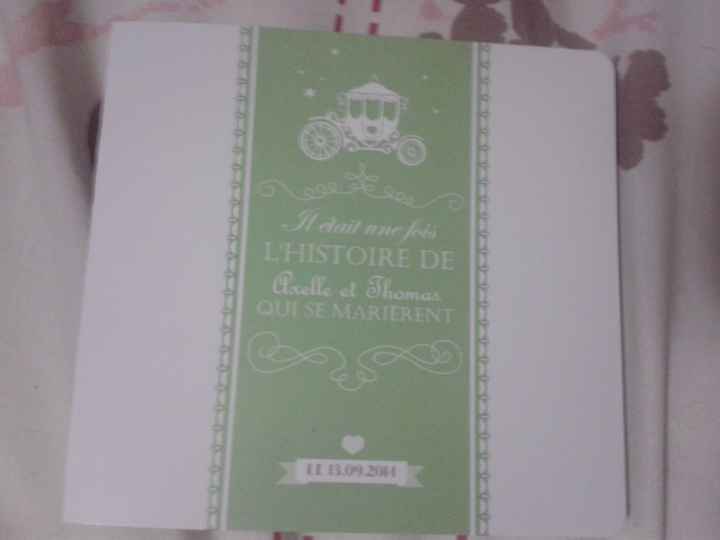 Il était une fois
L'HISTOIRE DE
Axelle et Thomas
QUI SE MARIÈRENT
LE 13.09.2014